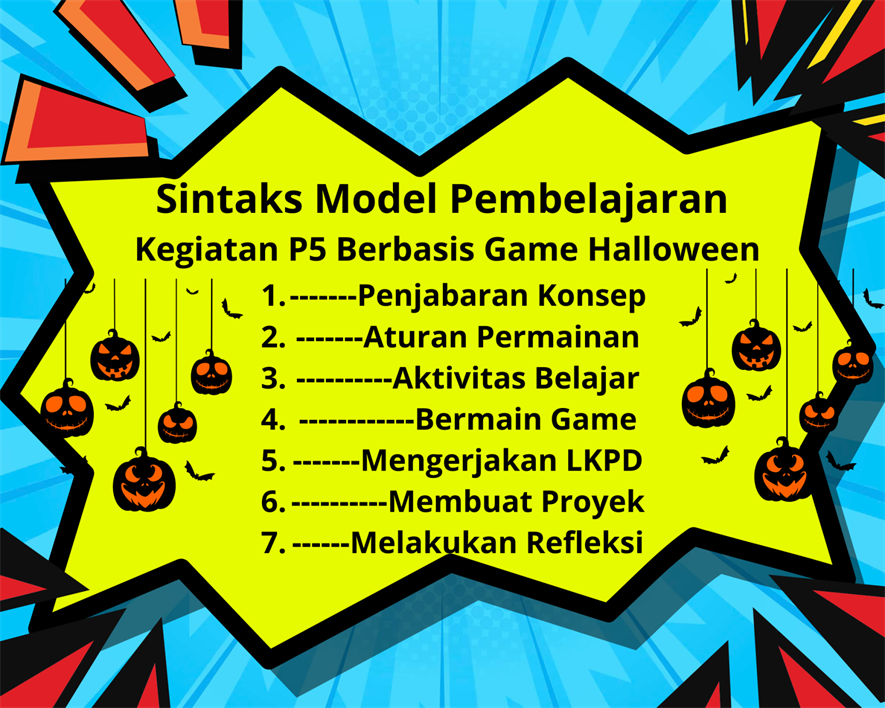 Sintaks Model Pembelajaran
Kegiatan P5 Berbasis Game Halloween
1.-------Penjabaran Konsep
2. -------Aturan Permainan
3. ----------Aktivitas Belajar
4. ------------Bermain Game
5. -------Mengerjakan LKPD
6. ----------Membuat Proyek
7. ------Melakukan Refleksi